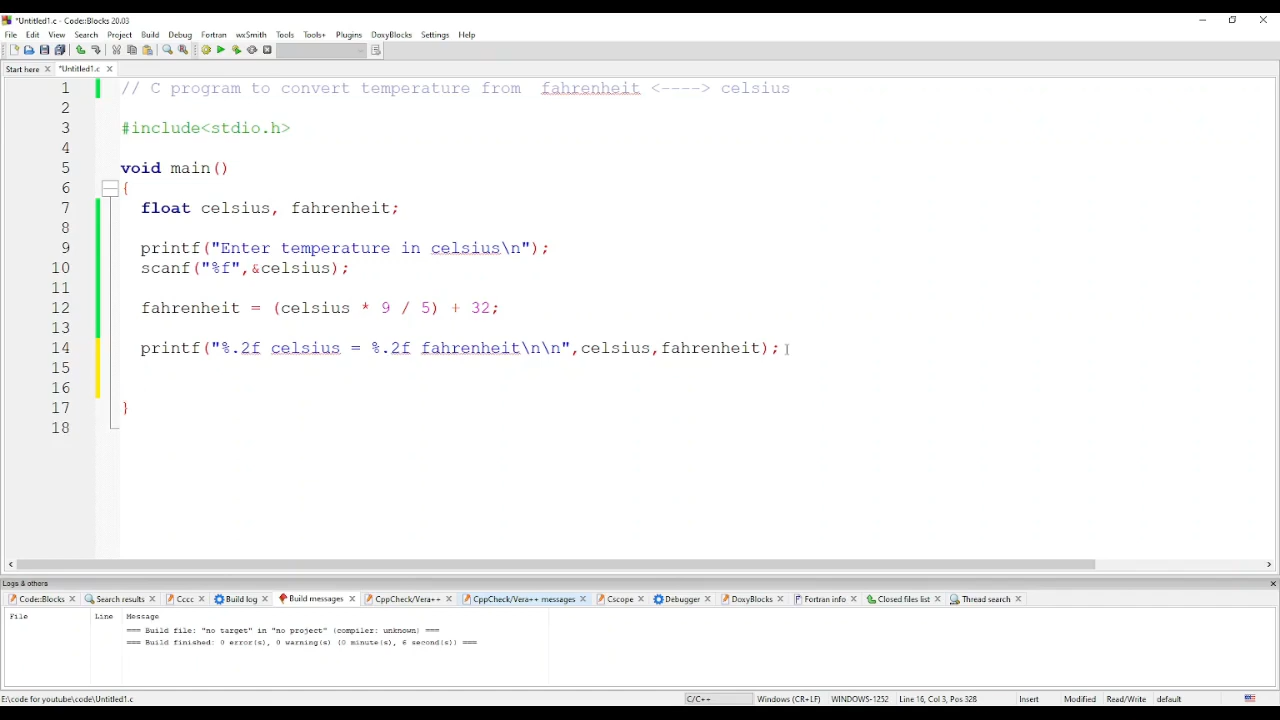 *Untitled1.c - Code::Blocks 20.03
File Edit View Search Project Build Debug Fortran wxSmith Tools Tools+ Plugins DoxyBlocks Settings Help
Start here *Untitled1.c
1 // C program to convert temperature from  fahrenheit <----> celsius
2
3 #include<stdio.h>
4
5 void main()
6 {
7 float celsius, fahrenheit;
8
9 printf("Enter temperature in celsius\n");
10 scanf("%f",&celsius);
11
12 fahrenheit = (celsius * 9 / 5) + 32;
13
14 printf("%.2f celsius = %.2f fahrenheit\n\n",celsius,fahrenheit);
15
16
17 }
18
Logs & others
Code::Blocks Search results Cccc Build log Build messages CppCheck/Vera++ CppCheck/Vera++ messages Cscope Debugger DoxyBlocks Fortran info Closed files list Thread search
File Line Message
=== Build file: "no target" in "no project" (compiler: unknown) ===
=== Build finished: 0 error(s), 0 warning(s) (0 minute(s), 6 second(s)) ===
E:\code for youtube\code\Untitled1.c C/C++ Windows (CR+LF) WINDOWS-1252 Line 16, Col 3, Pos 328 Insert Modified Read/Write default